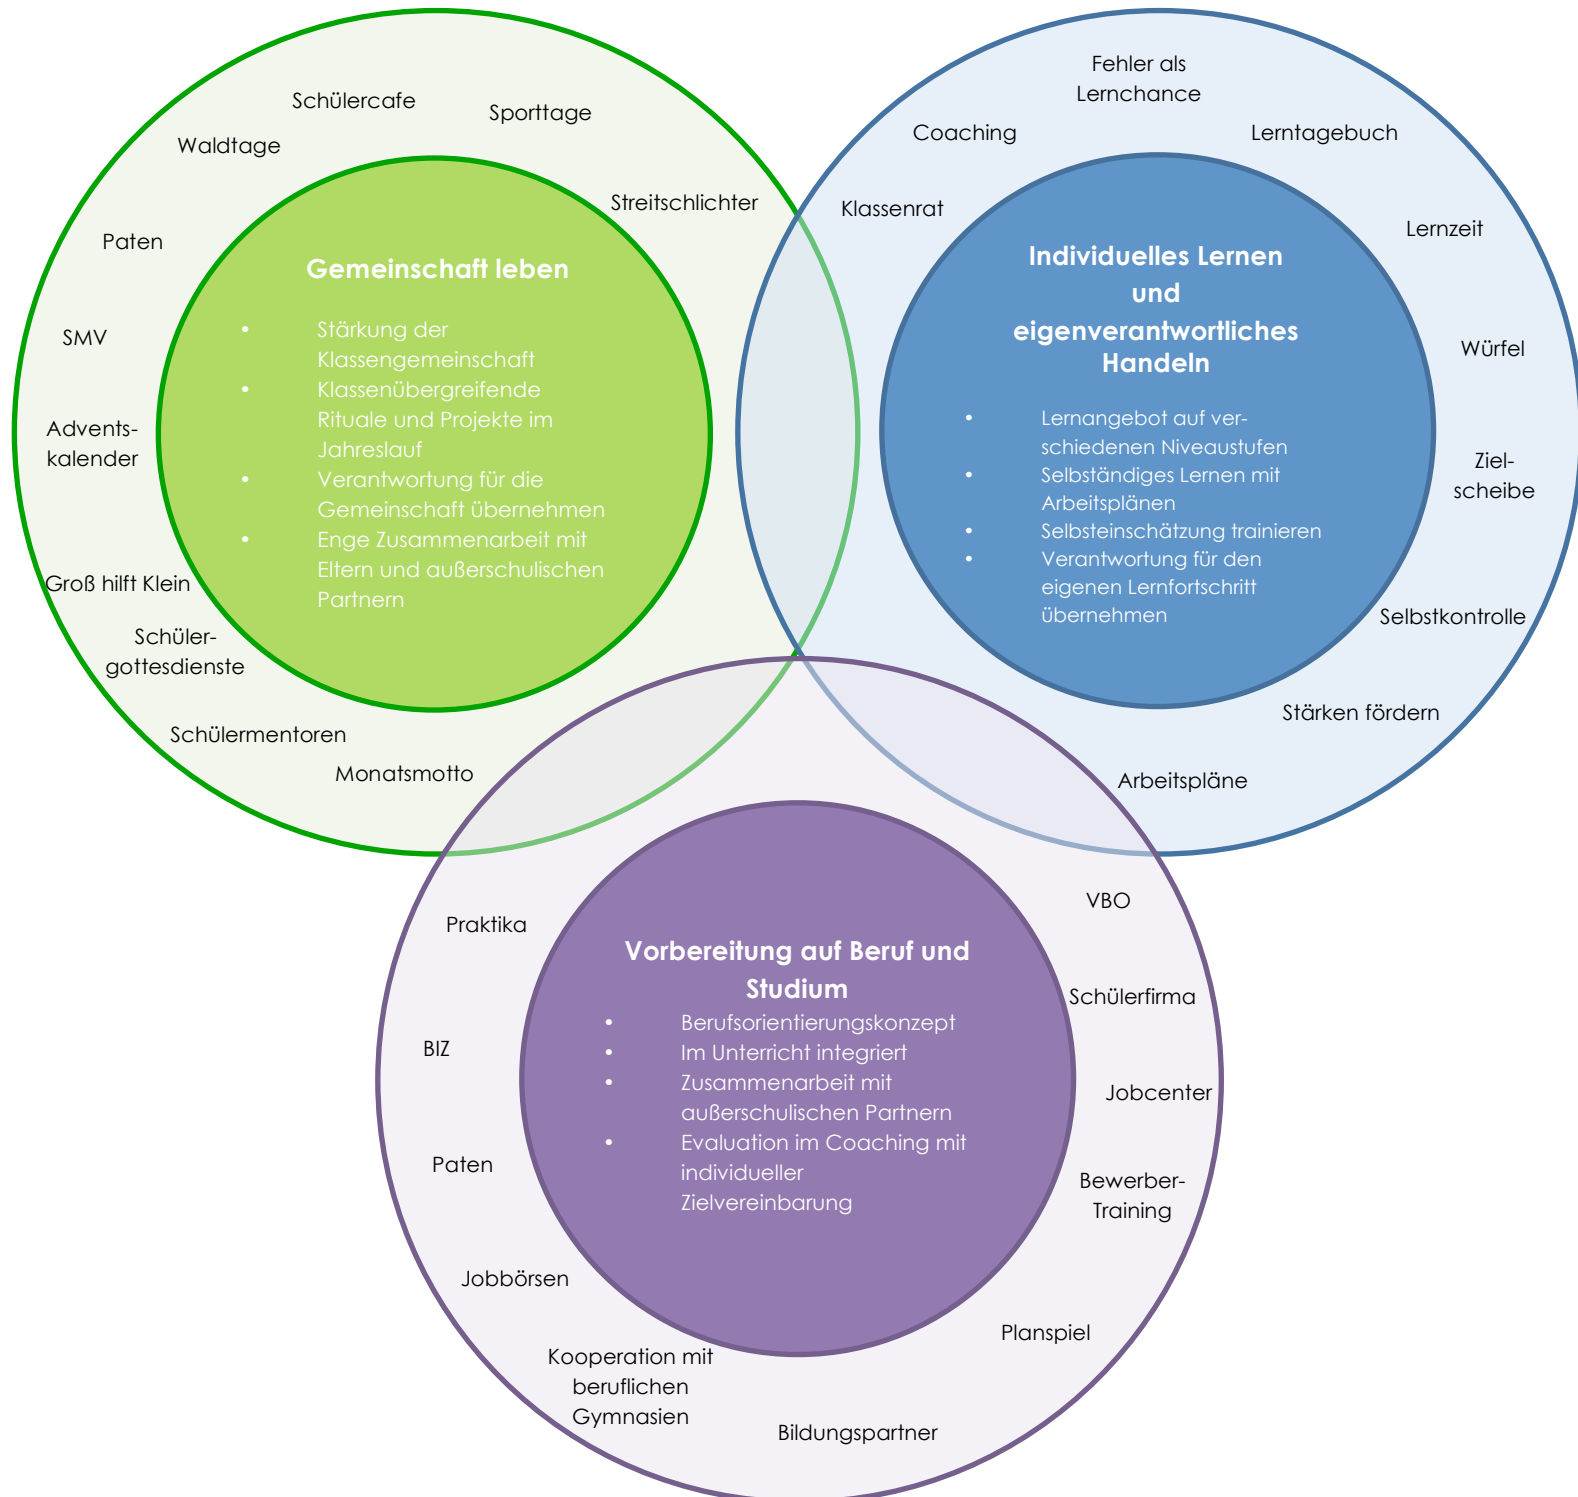 Schülercafe
Sporttage
Waldtage
Streitschlichter
Paten
SMV
Advents-
kalender
Groß hilft Klein
Schüler-
gottesdienste
Schülermentoren
Monatsmotto
Gemeinschaft leben
• Stärkung der
Klassengemeinschaft
• Klassenübergreifende
Rituale und Projekte im
Jahreslauf
• Verantwortung für die
Gemeinschaft übernehmen
• Enge Zusammenarbeit mit
Eltern und außerschulischen
Partnern
Fehler als
Lernchance
Coaching
Lerntagebuch
Klassenrat
Lernzeit
Würfel
Ziel-
scheibe
Selbstkontrolle
Stärken fördern
Arbeitspläne
Individuelles Lernen
und
eigenverantwortliches
Handeln
• Lernangebot auf ver-
schiedenen Niveaustufen
• Selbständiges Lernen mit
Arbeitsplänen
• Selbsteinschätzung trainieren
• Verantwortung für den
eigenen Lernfortschritt
übernehmen
Praktika
BIZ
Paten
Jobbörsen
Kooperation mit
beruflichen
Gymnasien
Bildungspartner
Vorbereitung auf Beruf und
Studium
• Berufsorientierungskonzept
• Im Unterricht integriert
• Zusammenarbeit mit
außerschulischen Partnern
• Evaluation im Coaching mit
individueller
Zielvereinbarung
VBO
Schülerfirma
Jobcenter
Bewerber-
Training
Planspiel